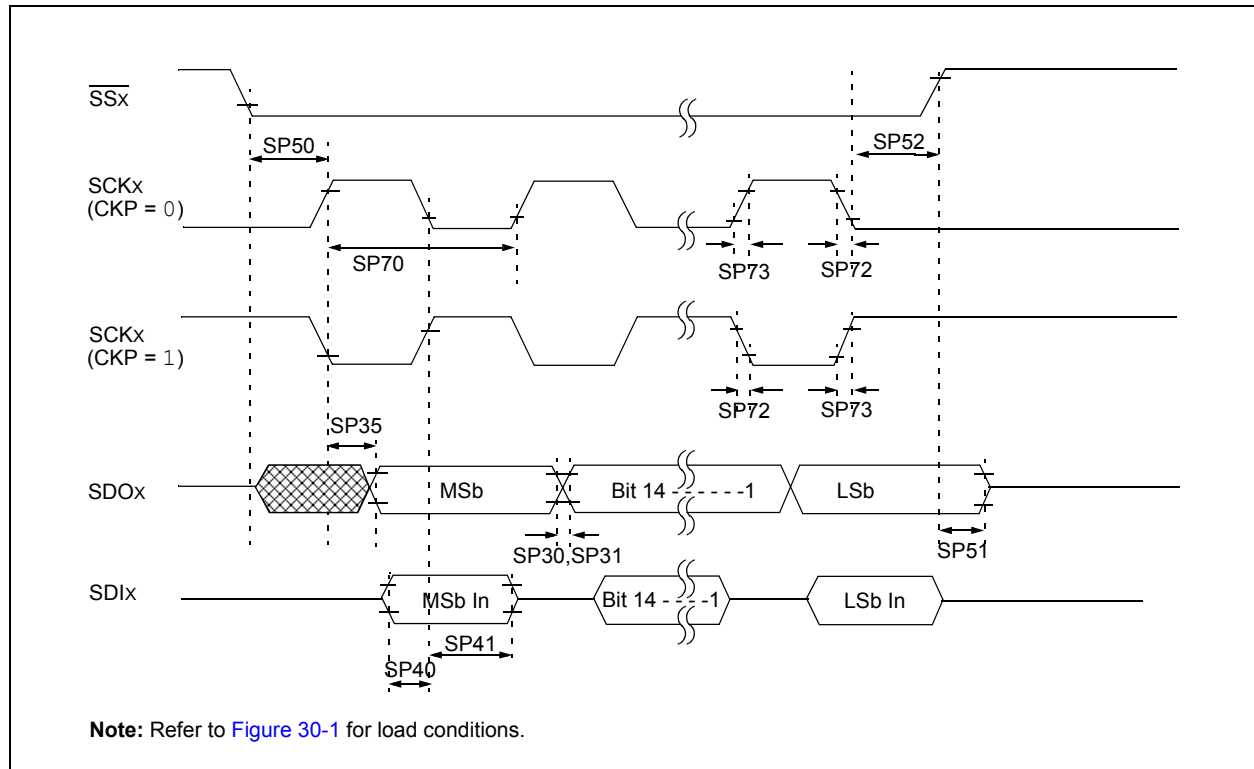 SSx
SP50
SP52
SCKx
(CKP = 0)
SP70
SP73
SP72
SCKx
(CKP = 1)
SP72
SP73
SP35
SDOx
MSb
Bit 14 - - - - - -1
LSb
SP30,SP31
SP51
SDIx
MSb In
Bit 14 - - - - -1
LSb In
SP41
SP40
Note: Refer to Figure 30-1 for load conditions.